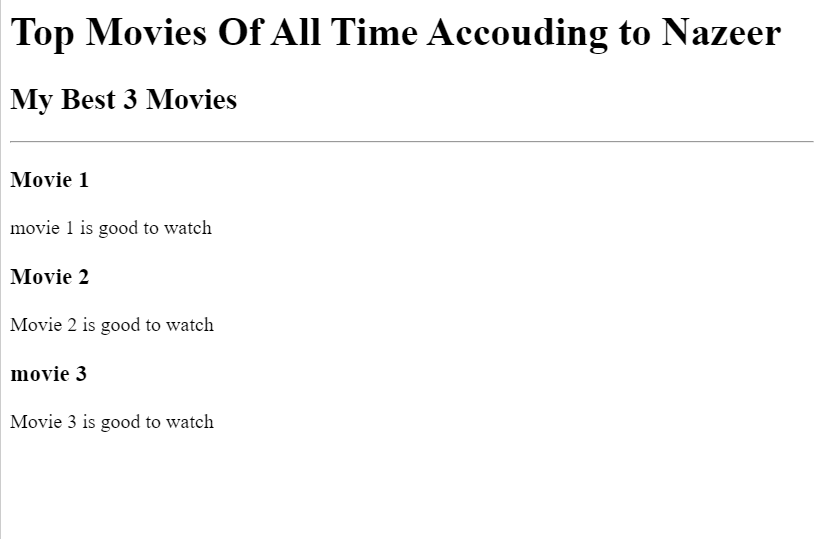 Top Movies Of All Time Accouding to Nazeer
My Best 3 Movies
Movie 1
movie 1 is good to watch
Movie 2
Movie 2 is good to watch
movie 3
Movie 3 is good to watch